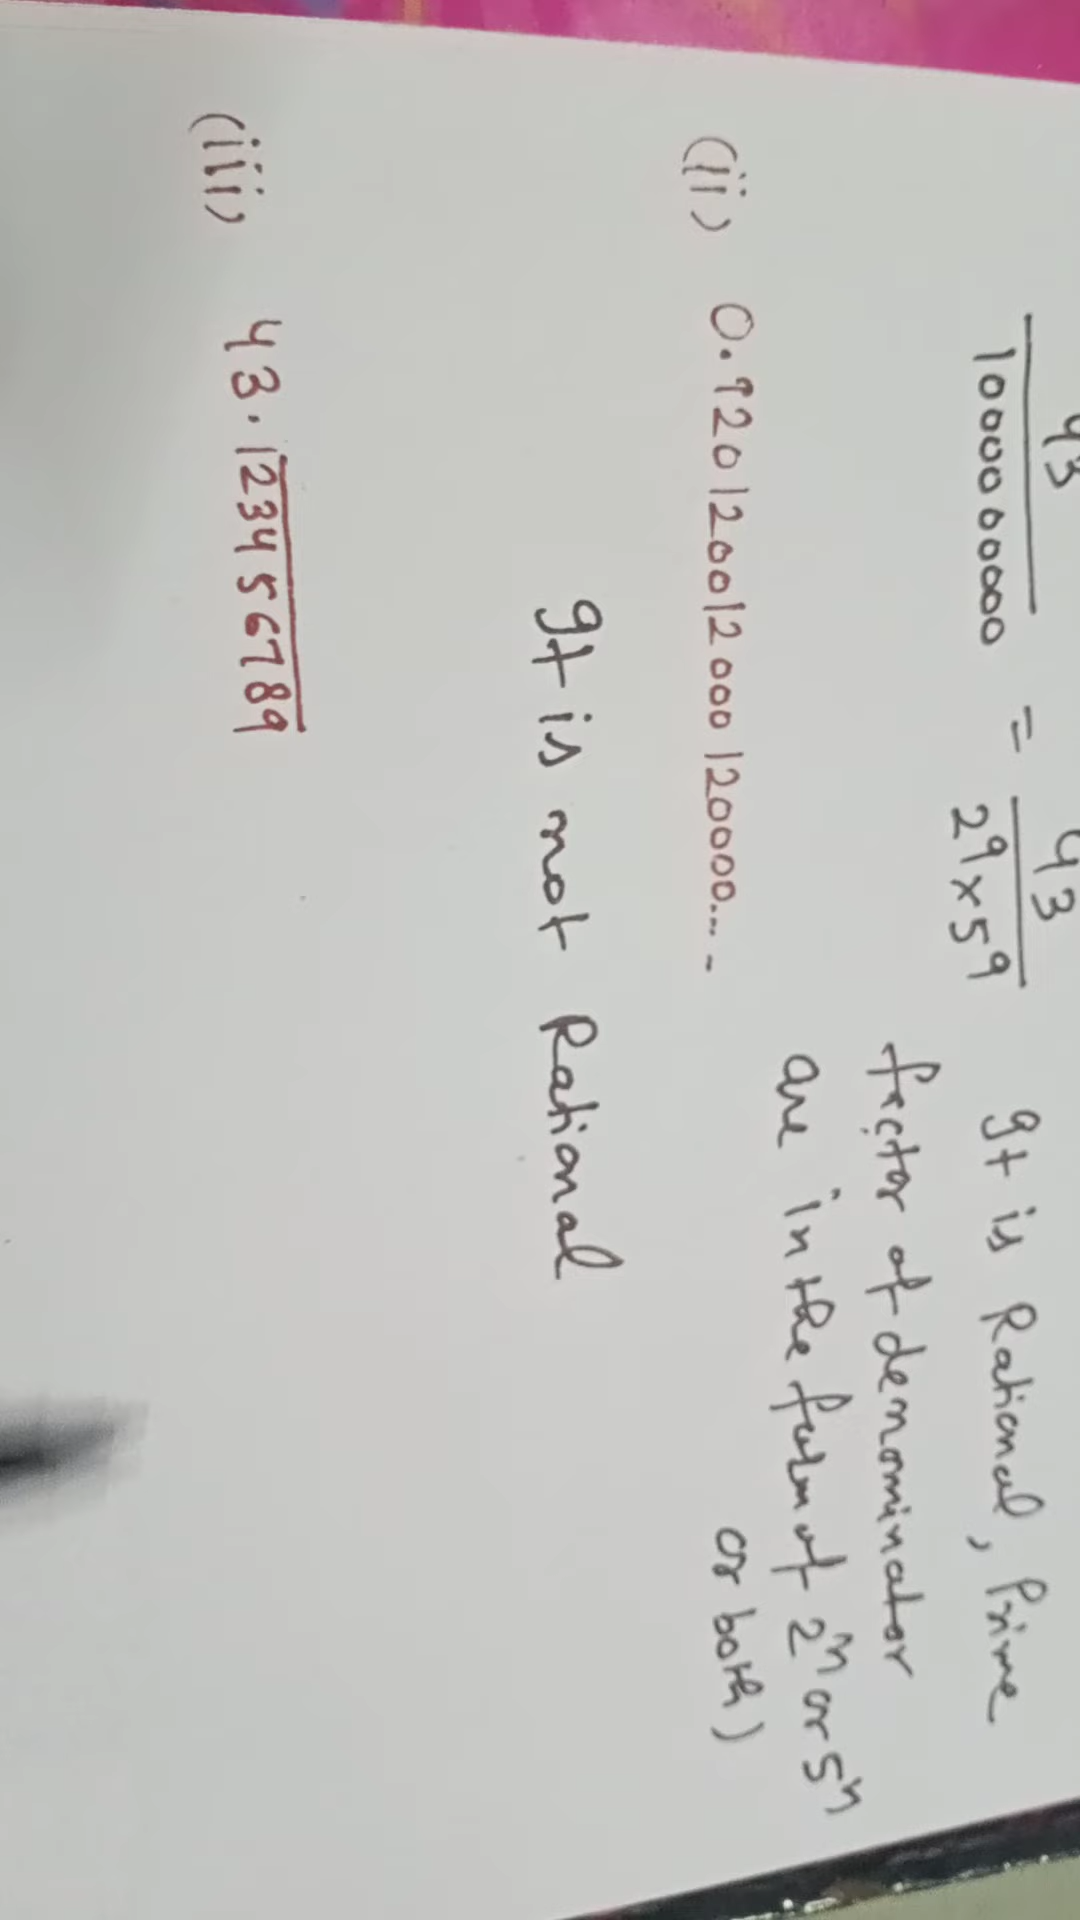 43 43
1000000000 = 2⁹×5⁹ It is Rational, Prime
factor of denominator
are in the form of 2ⁿ or 5ⁿ
or both)
(ii) 0.920120012000120000....
It is not Rational
(iii) 43.123456789